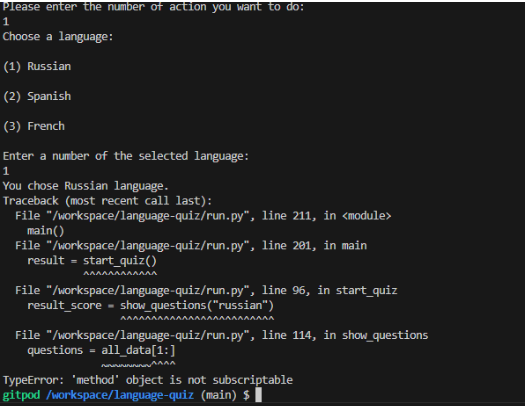 Please enter the number of action you want to do:
1
Choose a language:
(1) Russian
(2) Spanish
(3) French
Enter a number of the selected language:
1
You chose Russian language.
Traceback (most recent call last):
  File "/workspace/language-quiz/run.py", line 211, in <module>
    main()
  File "/workspace/language-quiz/run.py", line 201, in main
    result = start_quiz()
             ^^^^^^^^^^^^
  File "/workspace/language-quiz/run.py", line 96, in start_quiz
    result_score = show_questions("russian")
                   ^^^^^^^^^^^^^^^^^^^^^^^^^
  File "/workspace/language-quiz/run.py", line 114, in show_questions
    questions = all_data[1:]
                ~~~~~~~~^^^^
TypeError: 'method' object is not subscriptable
gitpod /workspace/language-quiz (main) $